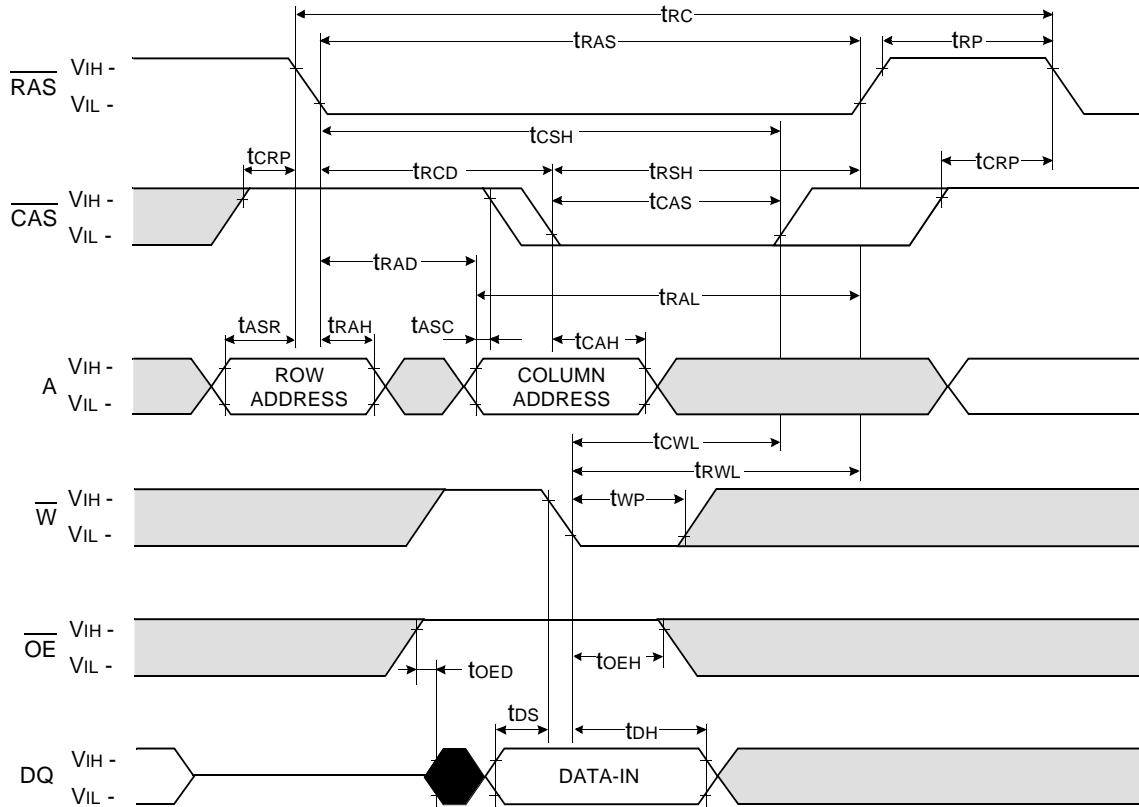 tRC
tRAS
tRP
RAS
VIH -
VIL -
tCSH
tCRP
tRCD
tRSH
tCRP
CAS
VIH -
VIL -
tCAS
tRAD
tRAL
tASR
tRAH
tASC
tCAH
A
VIH -
VIL -
ROW
ADDRESS
COLUMN
ADDRESS
tCWL
tRWL
W
VIH -
VIL -
tWP
OE
VIH -
VIL -
tOED
tOEH
tDS
tDH
DQ
VIH -
VIL -
DATA-IN